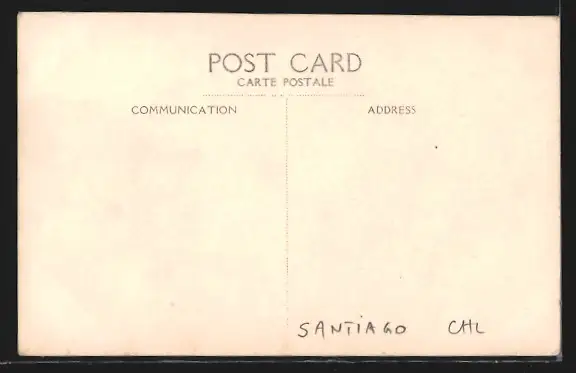 POST CARD
CARTE POSTALE
COMMUNICATION ADDRESS
SANTIAGO CHL